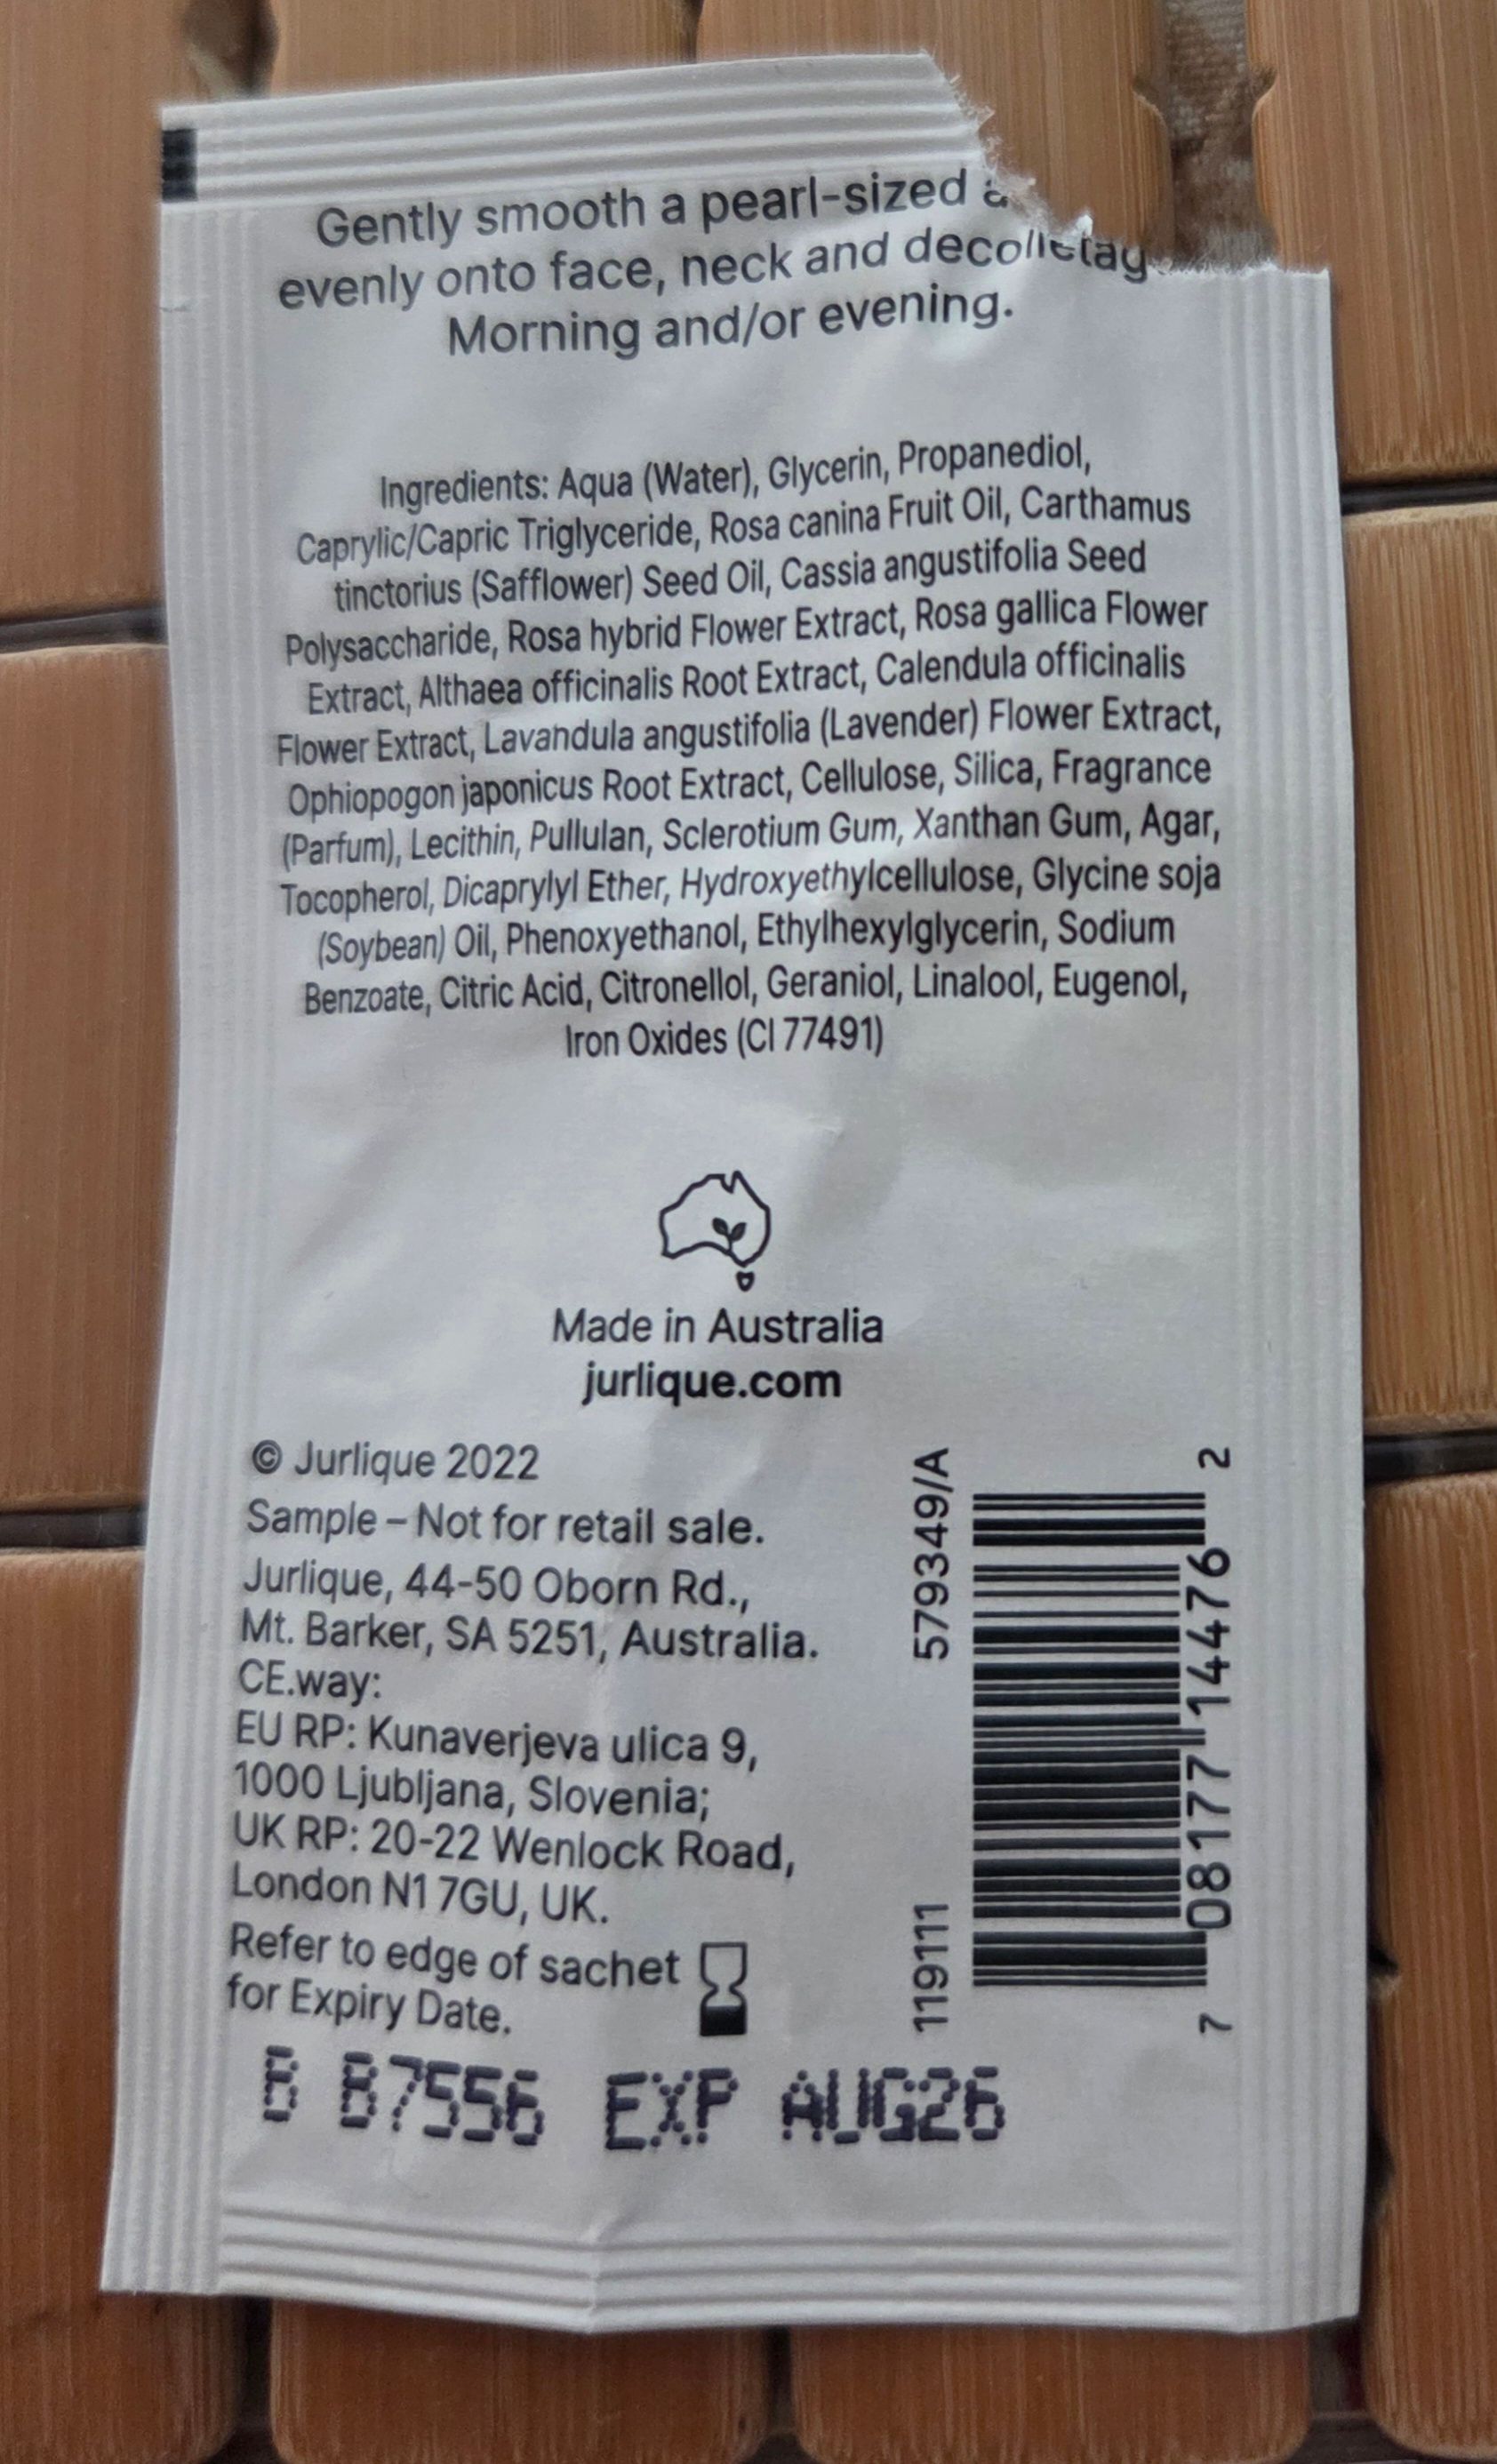 Gently smooth a pearl-sized
evenly onto face, neck and
Morning and/or evening.
Ingredients: Aqua (Water), Glycerin, Propanediol,
Caprylic/Capric Triglyceride, Rosa canina Fruit Oil, Carthamus
tinctorius (Safflower) Seed Oil, Cassia angustifolia Seed
Polysaccharide, Rosa hybrid Flower Extract, Rosa gallica Flower
Extract, Althaea officinalis Root Extract, Calendula officinalis
Flower Extract, Lavandula angustifolia (Lavender) Flower Extract,
Ophiopogon japonicus Root Extract, Cellulose, Silica, Fragrance
(Parfum), Lecithin, Pullulan, Sclerotium Gum, Xanthan Gum, Agar,
Tocopherol, Dicaprylyl Ether, Hydroxyethylcellulose, Glycine soja
(Soybean) Oil, Phenoxyethanol, Ethylhexylglycerin, Sodium
Benzoate, Citric Acid, Citronellol, Geraniol, Linalool, Eugenol,
Iron Oxides (CI 77491)
Made in Australia
jurlique.com
© Jurlique 2022
Sample – Not for retail sale.
Jurlique, 44-50 Oborn Rd.,
Mt. Barker, SA 5251, Australia.
CE.way:
EU RP: Kunaverjeva ulica 9,
1000 Ljubljana, Slovenia;
UK RP: 20-22 Wenlock Road,
London N1 7GU, UK.
Refer to edge of sachet
for Expiry Date.
119111 579349/A
7 08177 14476 2
B B7556 EXP AUG26